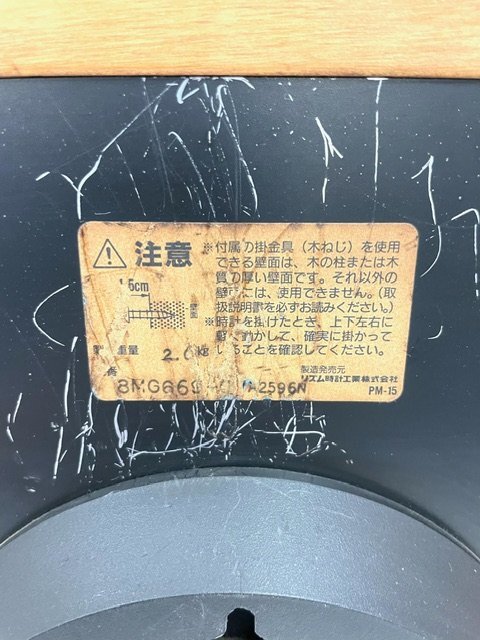 注意
※付属の掛金具（木ねじ）を使用
できる壁面は、木の柱または木
質の厚い壁面です。それ以外の
壁には、使用できません。(取
扱説明書を必ずお読みください。)
※時計を掛けたとき、上下左右に
かして、確実に掛かって
いることを確認してください。
5cm
壁面
重量 2.0kg
8MG669
2596N
製造発売元
リズム時計工業株式会社
PM-15